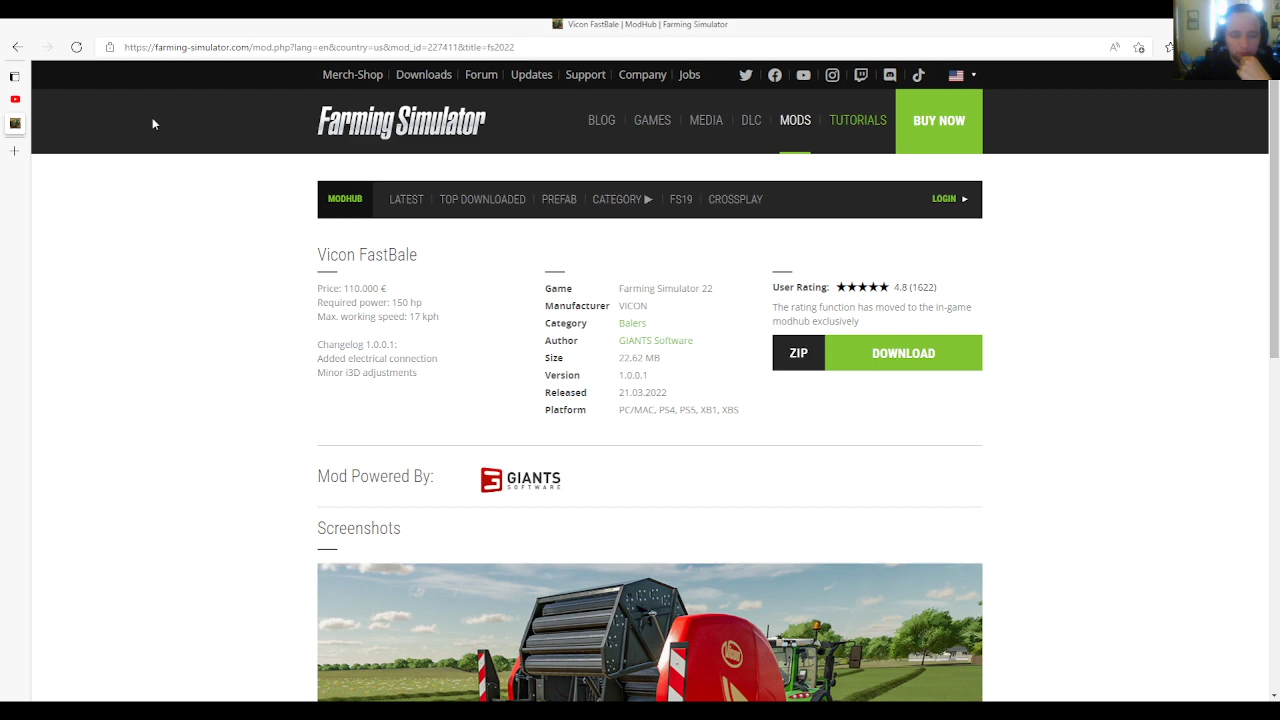 Vicon FastBale | ModHub | Farming Simulator
https://farming-simulator.com/mod.php?lang=en&country=us&mod_id=227411&title=fs2022
Merch-Shop Downloads Forum Updates Support Company Jobs
Farming Simulator BLOG GAMES MEDIA DLC MODS TUTORIALS BUY NOW
MODHUB LATEST TOP DOWNLOADED PREFAB CATEGORY ▶ FS19 CROSSPLAY LOGIN ▶
Vicon FastBale
Price: 110.000 €
Required power: 150 hp
Max. working speed: 17 kph
Changelog 1.0.0.1:
Added electrical connection
Minor i3D adjustments
Game Farming Simulator 22
Manufacturer VICON
Category Balers
Author GIANTS Software
Size 22.62 MB
Version 1.0.0.1
Released 21.03.2022
Platform PC/MAC, PS4, PS5, XB1, XBS
User Rating: ★★★★★ 4.8 (1622)
The rating function has moved to the in-game
modhub exclusively
ZIP DOWNLOAD
Mod Powered By: GIANTS
SOFTWARE
Screenshots
Vicon